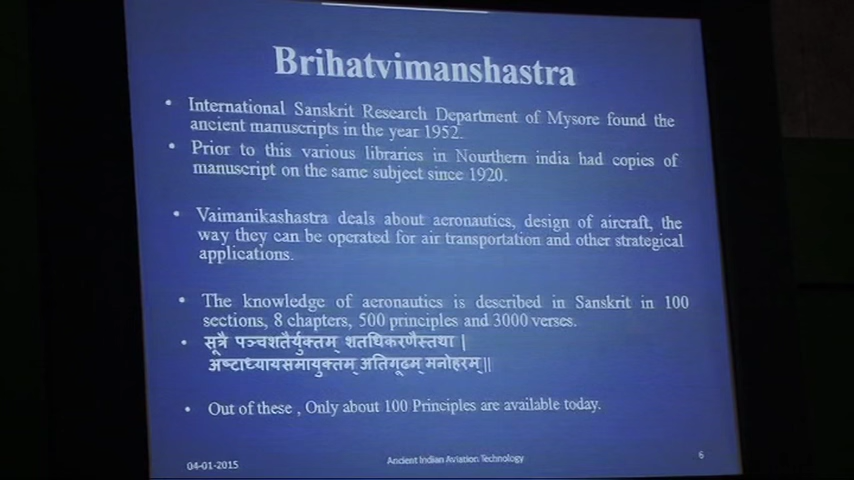 Brihatvimanshastra
• International Sanskrit Research Department of Mysore found the
ancient manuscripts in the year 1952.
• Prior to this various libraries in Nourthern india had copies of
manuscript on the same subject since 1920.
• Vaimanikashastra deals about aeronautics, design of aircraft, the
way they can be operated for air transportation and other strategical
applications.
• The knowledge of aeronautics is described in Sanskrit in 100
sections, 8 chapters, 500 principles and 3000 verses.
• सूत्रै पञ्चशतैर्युक्तम् शतधिकरणैस्तथा |
अष्टाध्यायसमायुक्तम् अतिगूढम् मनोहरम्||
• Out of these , Only about 100 Principles are available today.
04-01-2015
Ancient Indian Aviation Technology
6